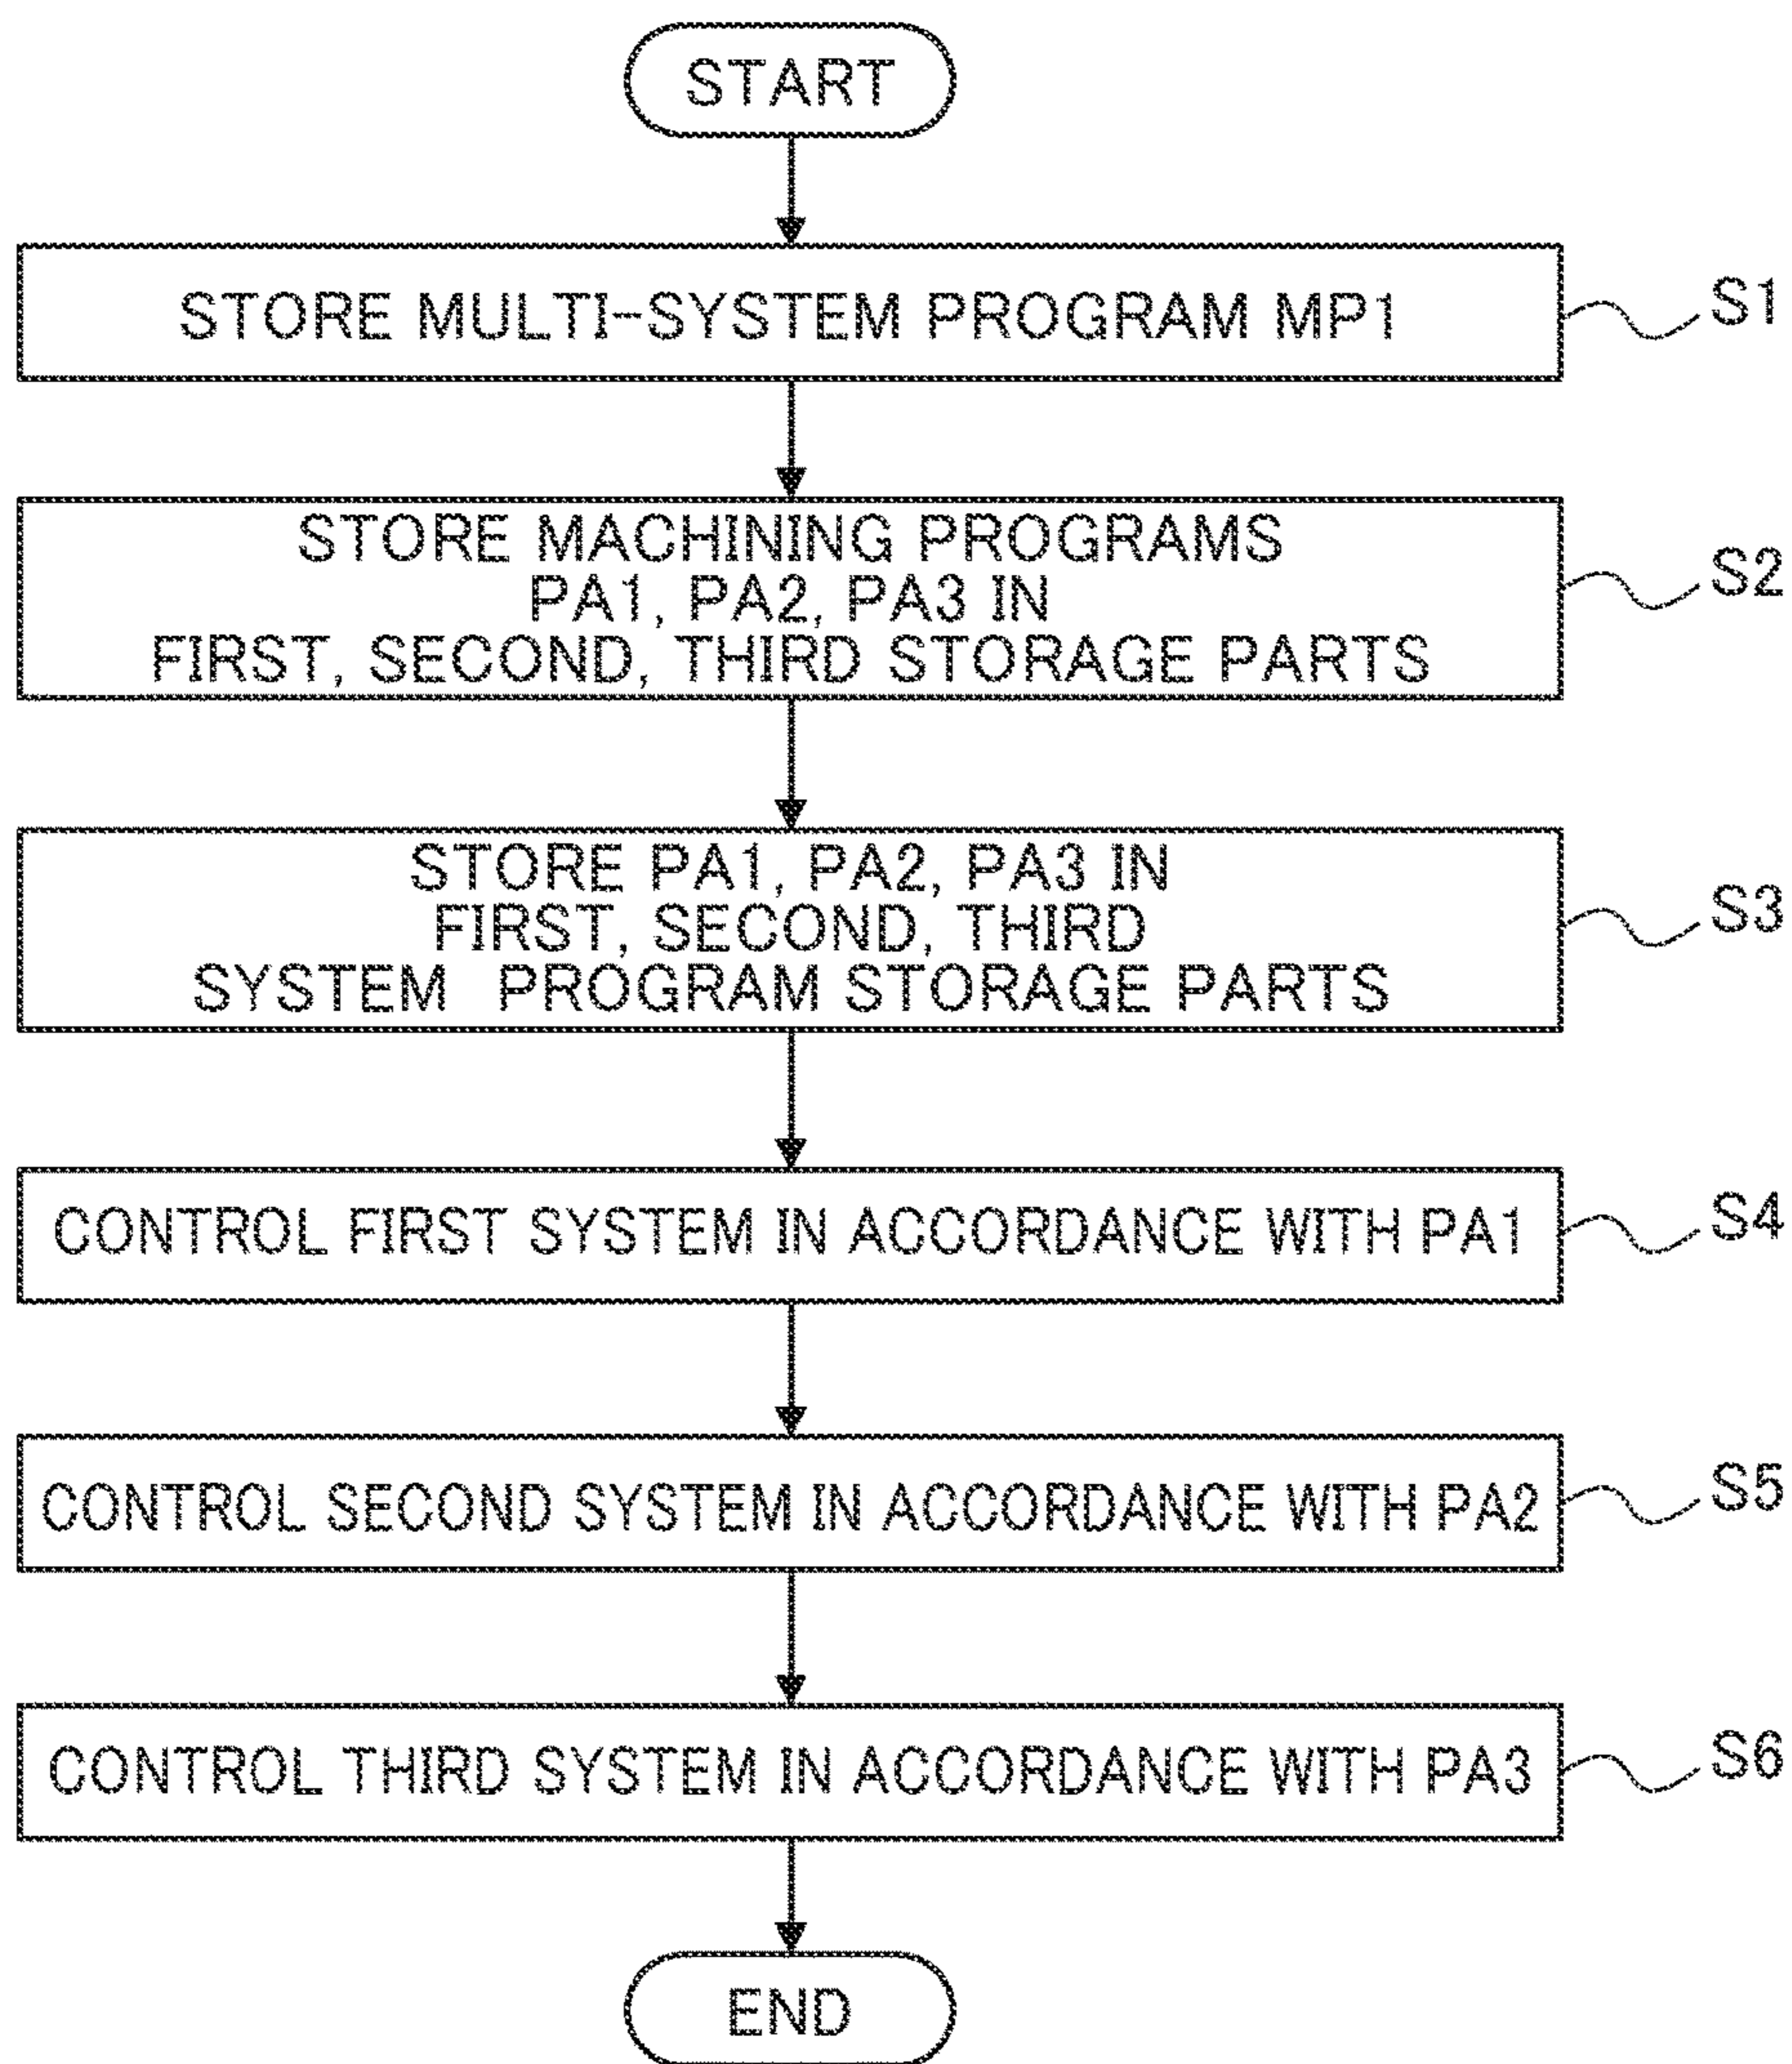 START
STORE MULTI-SYSTEM PROGRAM MP1
S1
STORE MACHINING PROGRAMS
PA1, PA2, PA3 IN
FIRST, SECOND, THIRD STORAGE PARTS
S2
STORE PA1, PA2, PA3 IN
FIRST, SECOND, THIRD
SYSTEM PROGRAM STORAGE PARTS
S3
CONTROL FIRST SYSTEM IN ACCORDANCE WITH PA1
S4
CONTROL SECOND SYSTEM IN ACCORDANCE WITH PA2
S5
CONTROL THIRD SYSTEM IN ACCORDANCE WITH PA3
S6
END